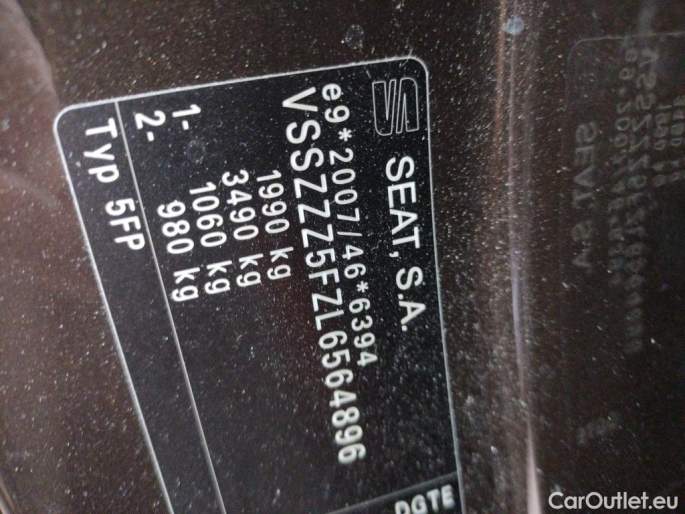 SEAT, S.A.
e9*2007/46*6394
VSSZZZ5FZL6564896
1990 kg
3490 kg
1- 1060 kg
2- 980 kg
Typ 5FP
DGTE
CarOutlet.eu